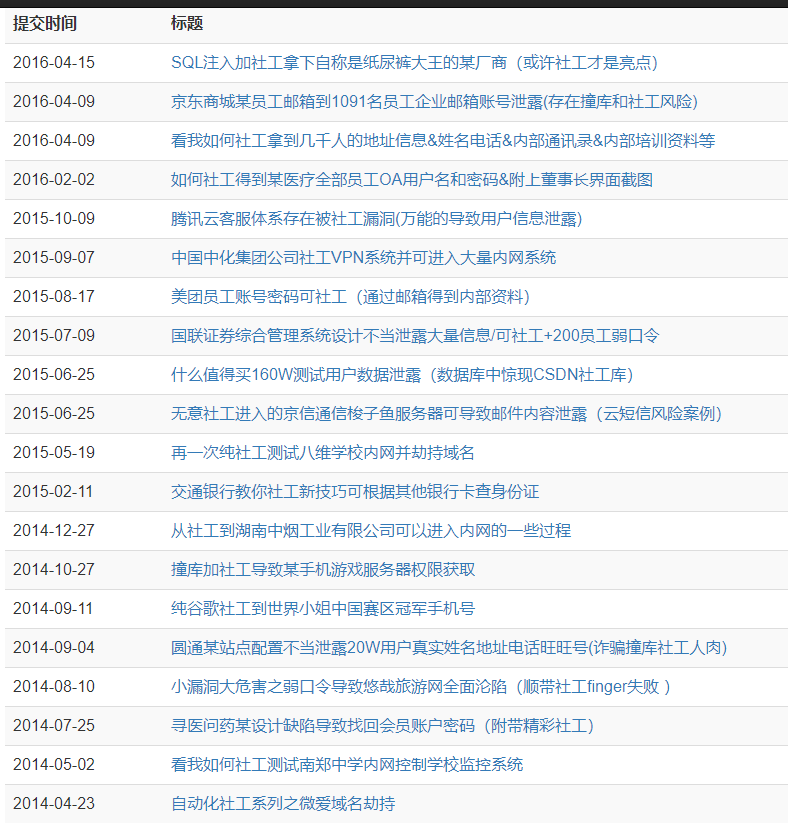 提交时间 标题
2016-04-15 SQL注入加社工拿下自称是纸尿裤大王的某厂商（或许社工才是亮点）
2016-04-09 京东商城某员工邮箱到1091名员工企业邮箱账号泄露(存在撞库和社工风险)
2016-04-09 看我如何社工拿到几千人的地址信息&姓名电话&内部通讯录&内部培训资料等
2016-02-02 如何社工得到某医疗全部员工OA用户名和密码&附上董事长界面截图
2015-10-09 腾讯云客服体系存在被社工漏洞(万能的导致用户信息泄露)
2015-09-07 中国中化集团公司社工VPN系统并可进入大量内网系统
2015-08-17 美团员工账号密码可社工（通过邮箱得到内部资料）
2015-07-09 国联证券综合管理系统设计不当泄露大量信息/可社工+200员工弱口令
2015-06-25 什么值得买160W测试用户数据泄露（数据库中惊现CSDN社工库）
2015-06-25 无意社工进入的京信通信梭子鱼服务器可导致邮件内容泄露（云短信风险案例）
2015-05-19 再一次纯社工测试八维学校内网并劫持域名
2015-02-11 交通银行教你社工新技巧可根据其他银行卡查身份证
2014-12-27 从社工到湖南中烟工业有限公司可以进入内网的一些过程
2014-10-27 撞库加社工导致某手机游戏服务器权限获取
2014-09-11 纯谷歌社工到世界小姐中国赛区冠军手机号
2014-09-04 圆通某站点配置不当泄露20W用户真实姓名地址电话旺旺号(诈骗撞库社工人肉)
2014-08-10 小漏洞大危害之弱口令导致悠哉旅游网全面沦陷（顺带社工finger失败 ）
2014-07-25 寻医问药某设计缺陷导致找回会员账户密码（附带精彩社工）
2014-05-02 看我如何社工测试南郑中学内网控制学校监控系统
2014-04-23 自动化社工系列之微爱域名劫持